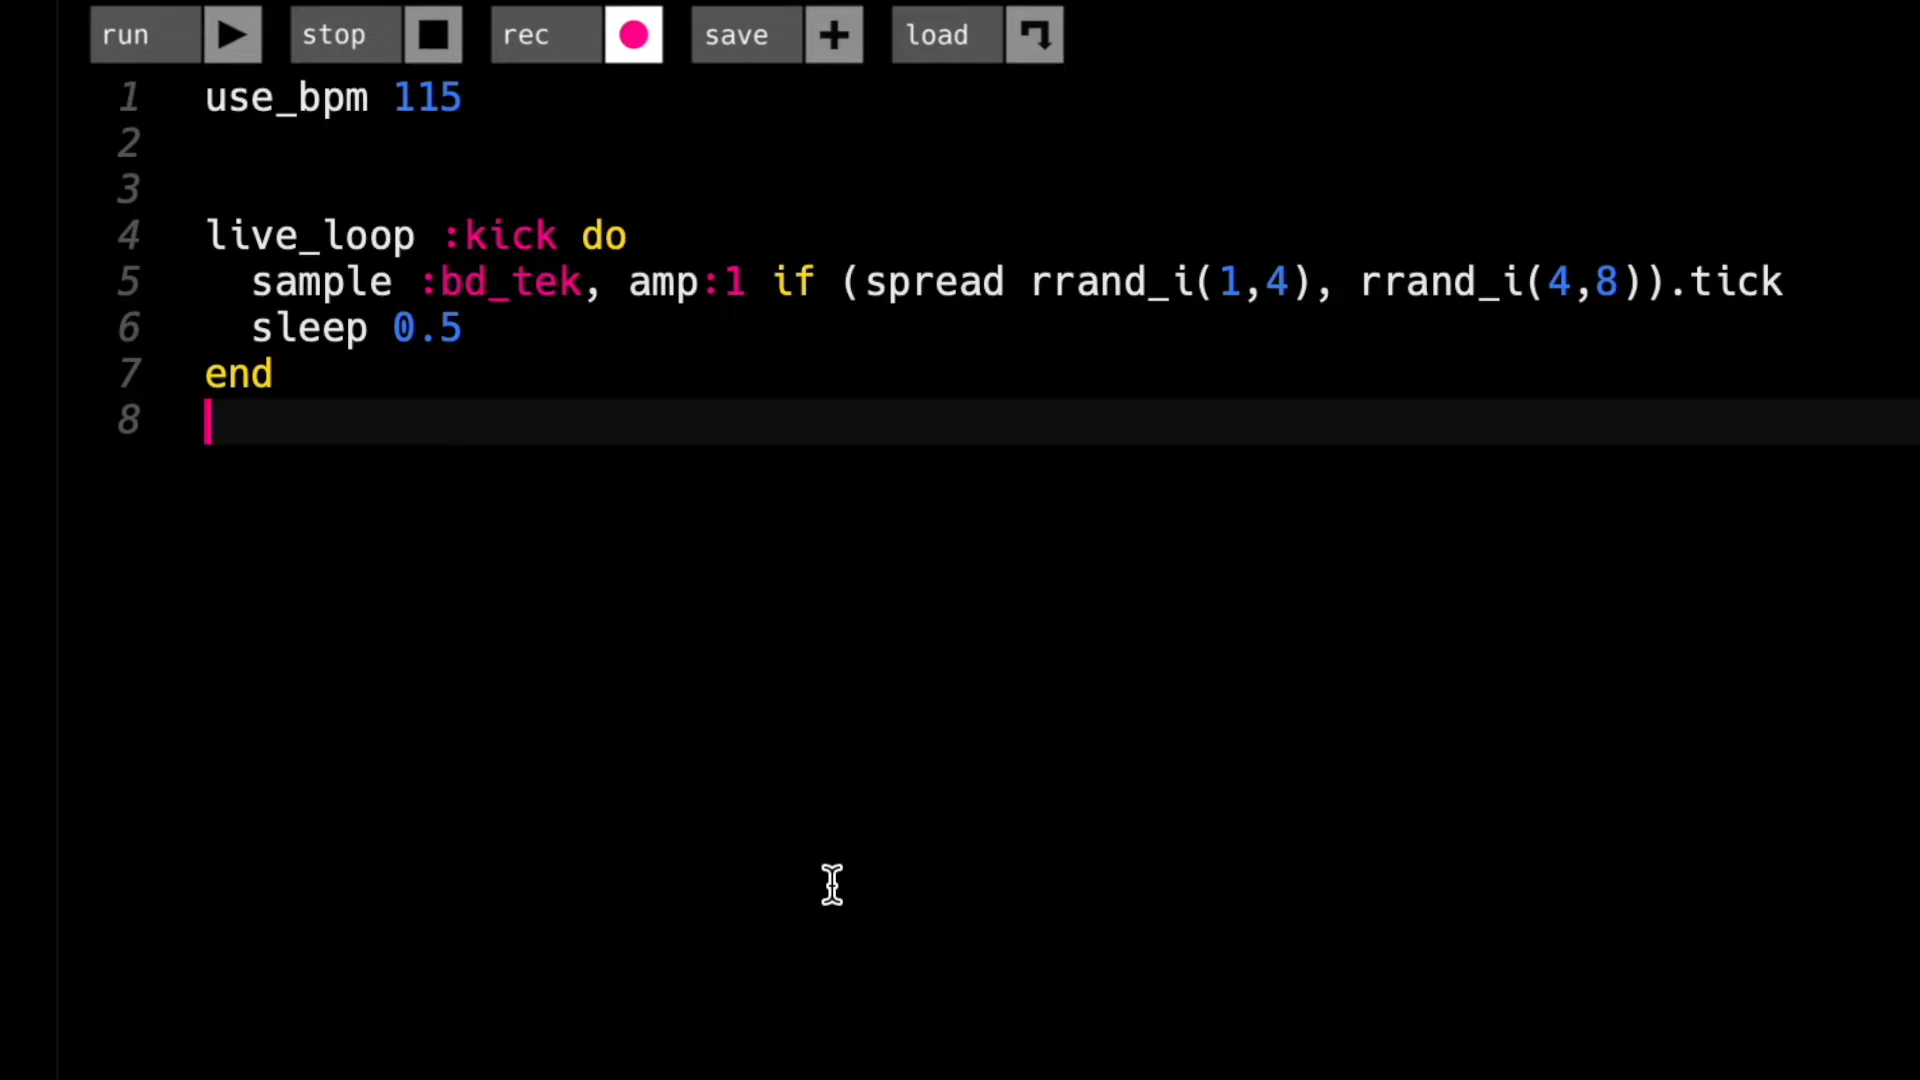 run stop rec save load
1 use_bpm 115
2
3
4 live_loop :kick do
5 sample :bd_tek, amp:1 if (spread rrand_i(1,4), rrand_i(4,8)).tick
6 sleep 0.5
7 end
8